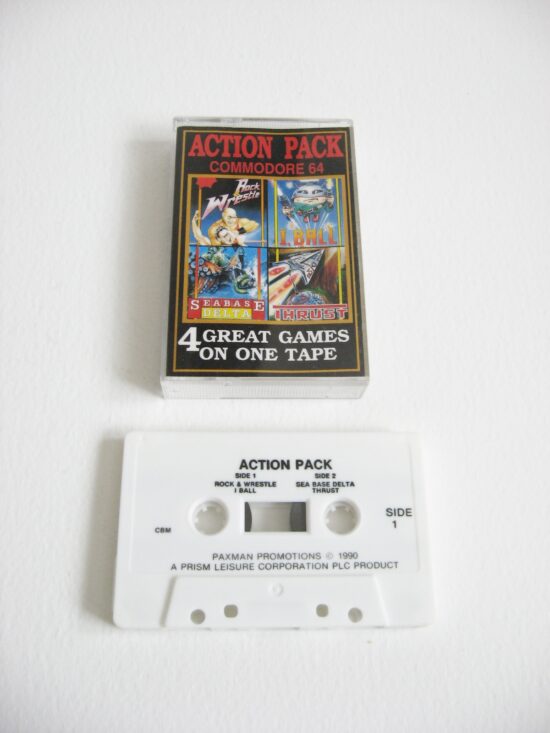 ACTION PACK
COMMODORE 64
Rock
Wrestle
I BALL
SEABASE
DELTA
THRUST
4 GREAT GAMES
ON ONE TAPE
ACTION PACK
SIDE 1
ROCK & WRESTLE
I BALL
SIDE 2
SEA BASE DELTA
THRUST
CBM
SIDE
1
PAXMAN PROMOTIONS © 1990
A PRISM LEISURE CORPORATION PLC PRODUCT